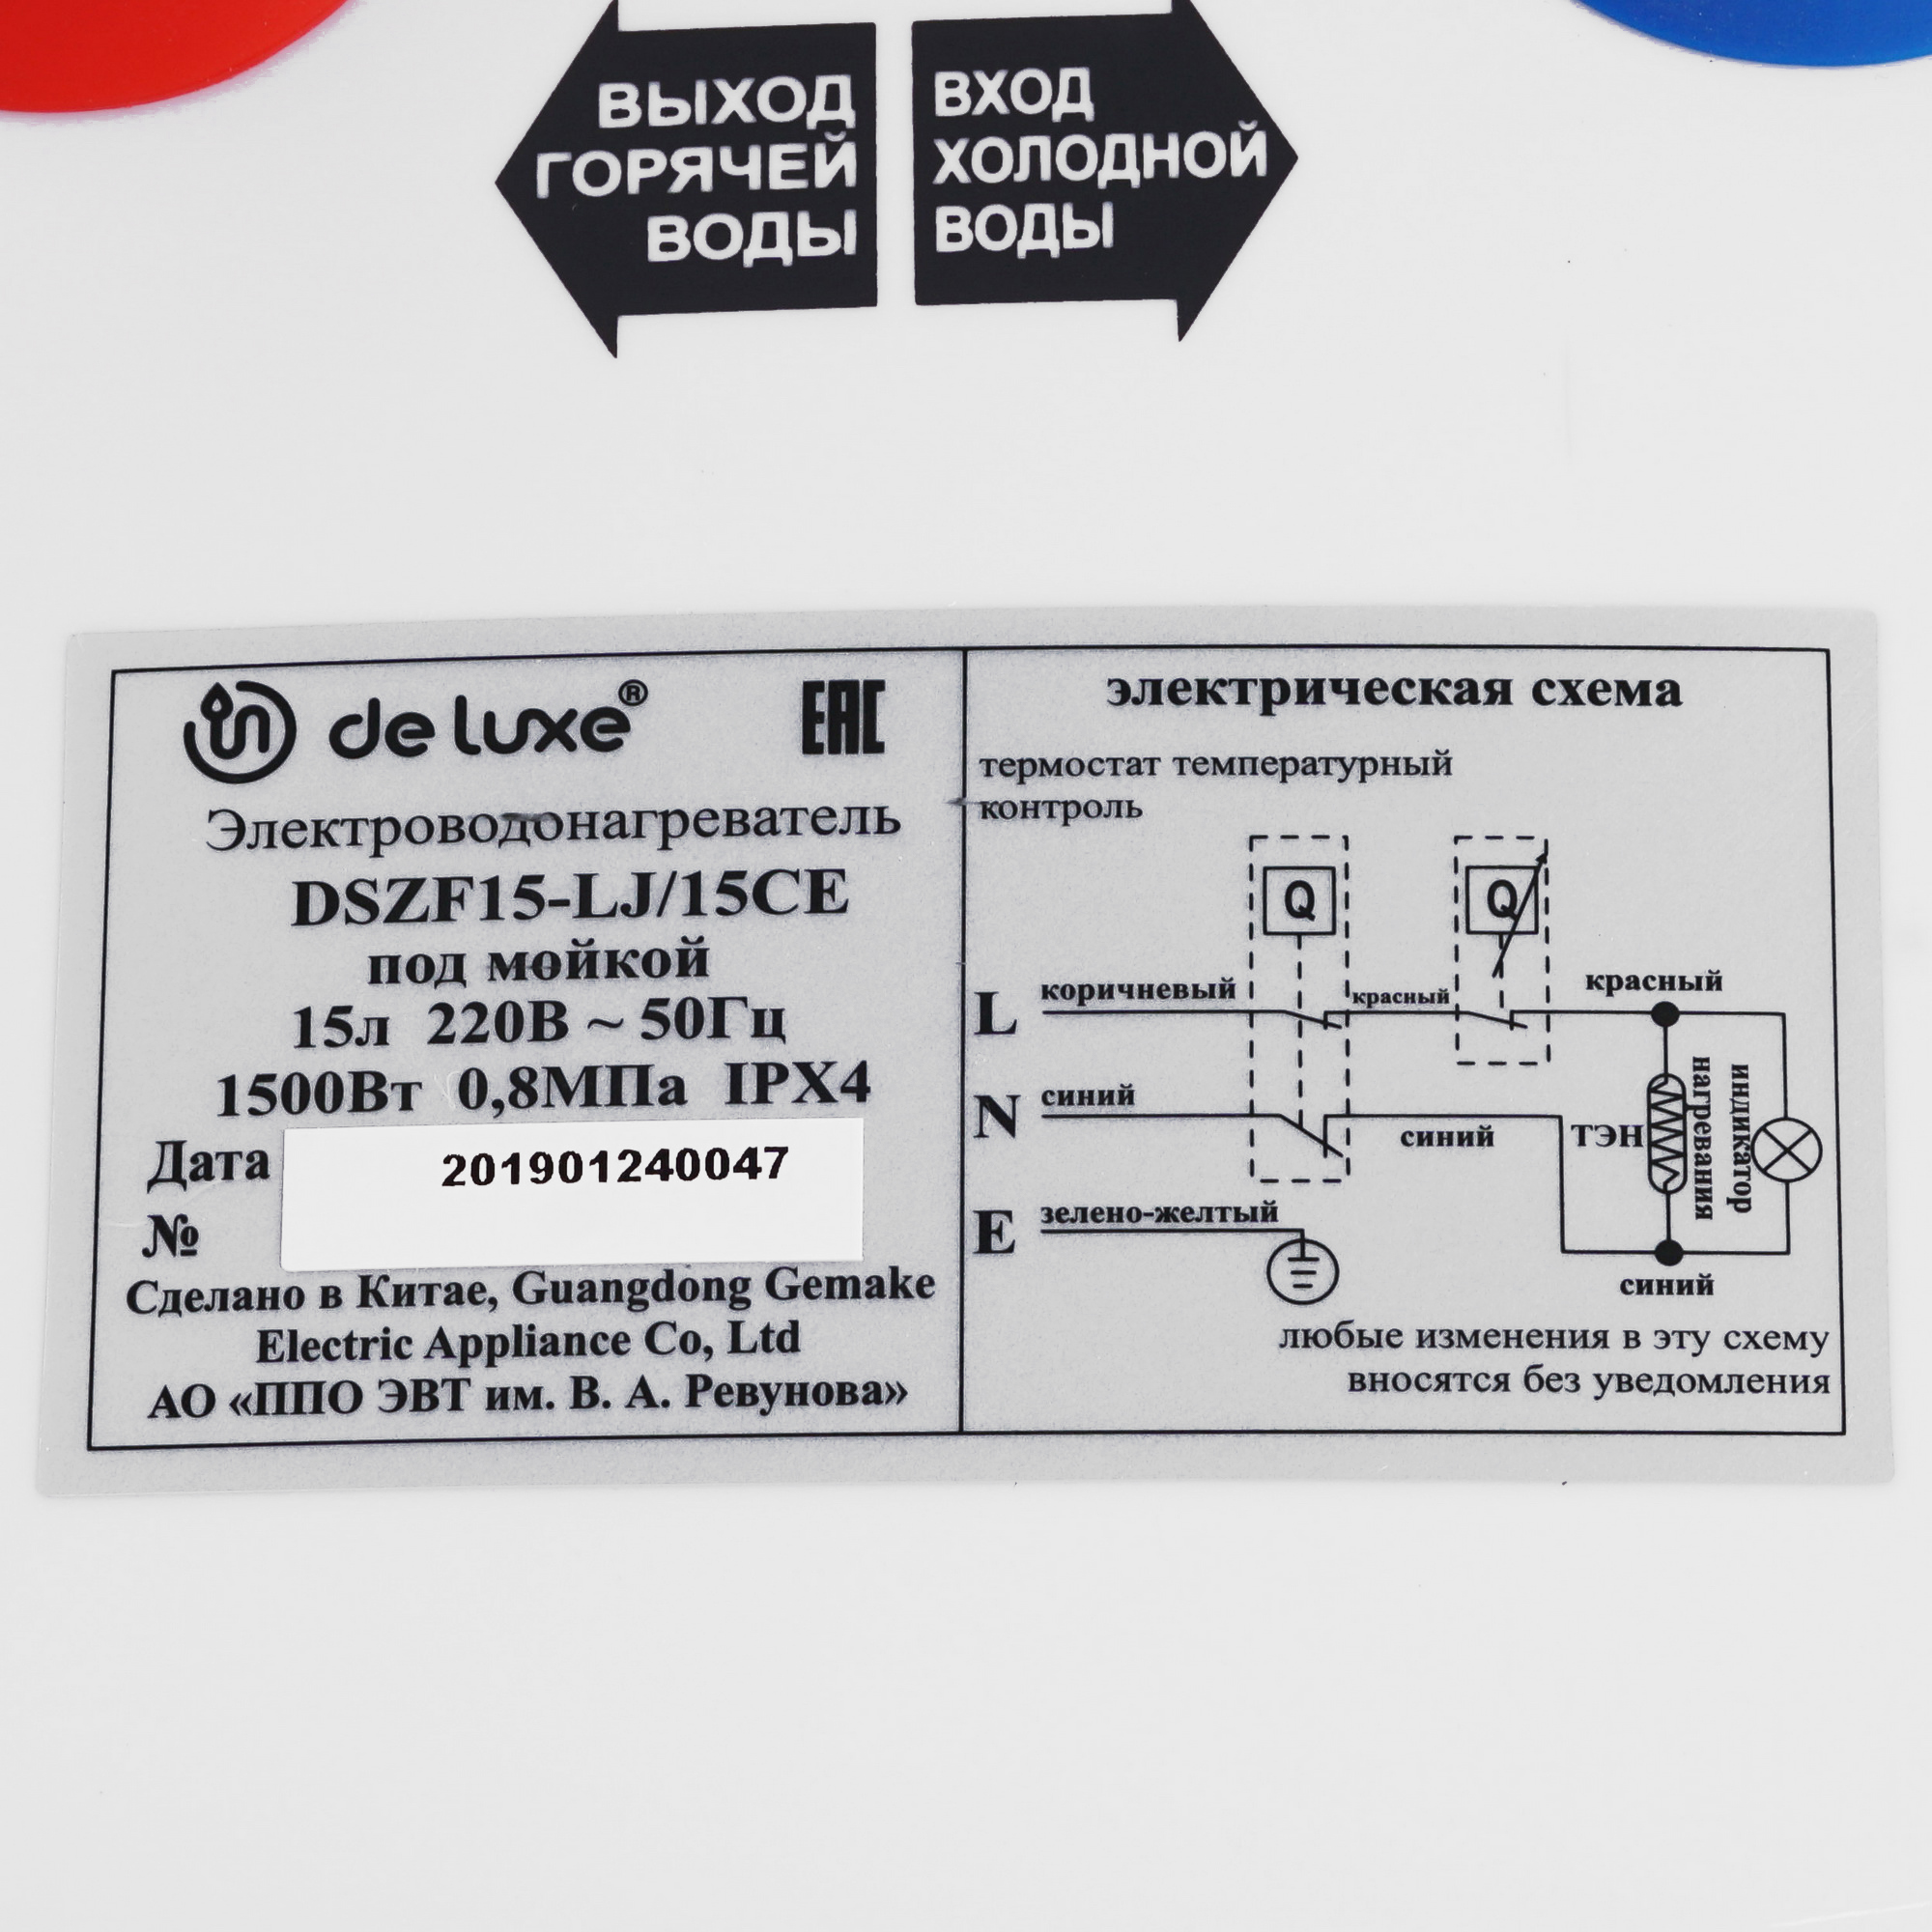 ВЫХОД
ГОРЯЧЕЙ
ВОДЫ
ВХОД
ХОЛОДНОЙ
ВОДЫ
de luxe®
EAC
Электроводонагреватель
DSZF15-LJ/15CE
под мойкой
15л 220В ~ 50Гц
1500Вт 0,8МПа IPX4
Дата
201901240047
№
Сделано в Китае, Guangdong Gemake
Electric Appliance Co, Ltd
АО «ППО ЭВТ им. В. А. Ревунова»
электрическая схема
термостат температурный
контроль
Q
Q
L
коричневый
красный
красный
N
синий
синий
ТЭН
индикатор
нагревания
E
зелено-желтый
синий
любые изменения в эту схему
вносятся без уведомления